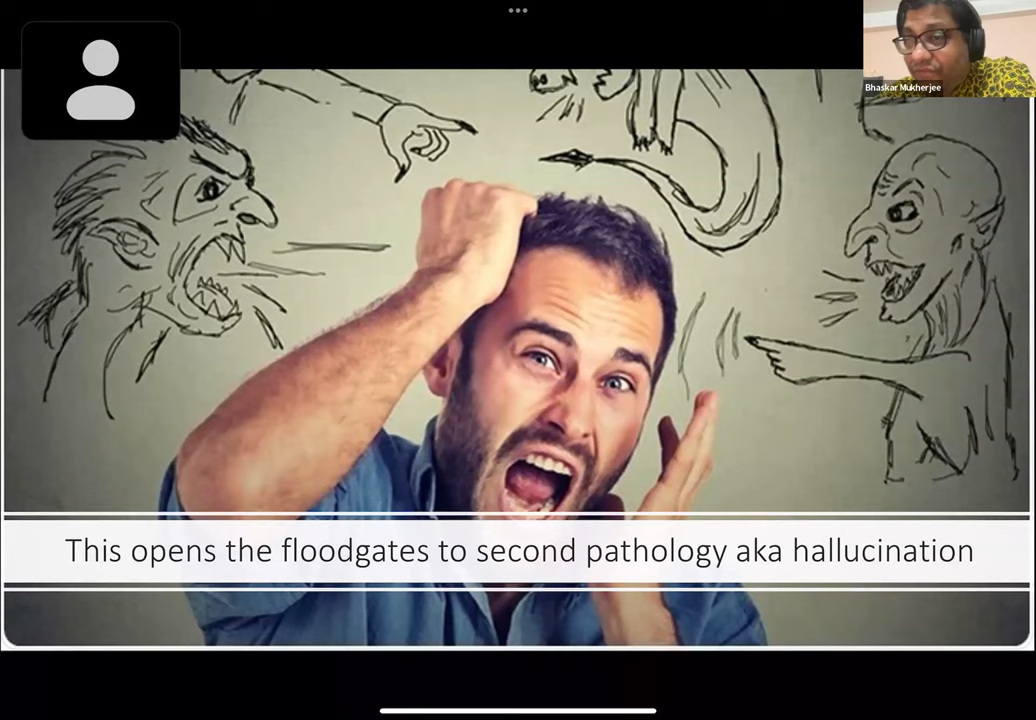 Bhaskar Mukherjee
This opens the floodgates to second pathology aka hallucination